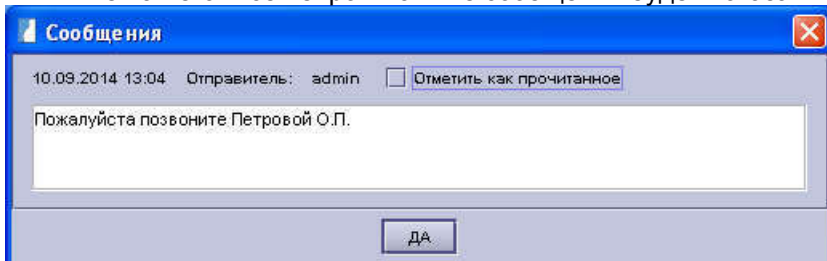 Сообщения
10.09.2014 13:04 Отправитель: admin Отметить как прочитанное
Пожалуйста позвоните Петровой О.П.
ДА